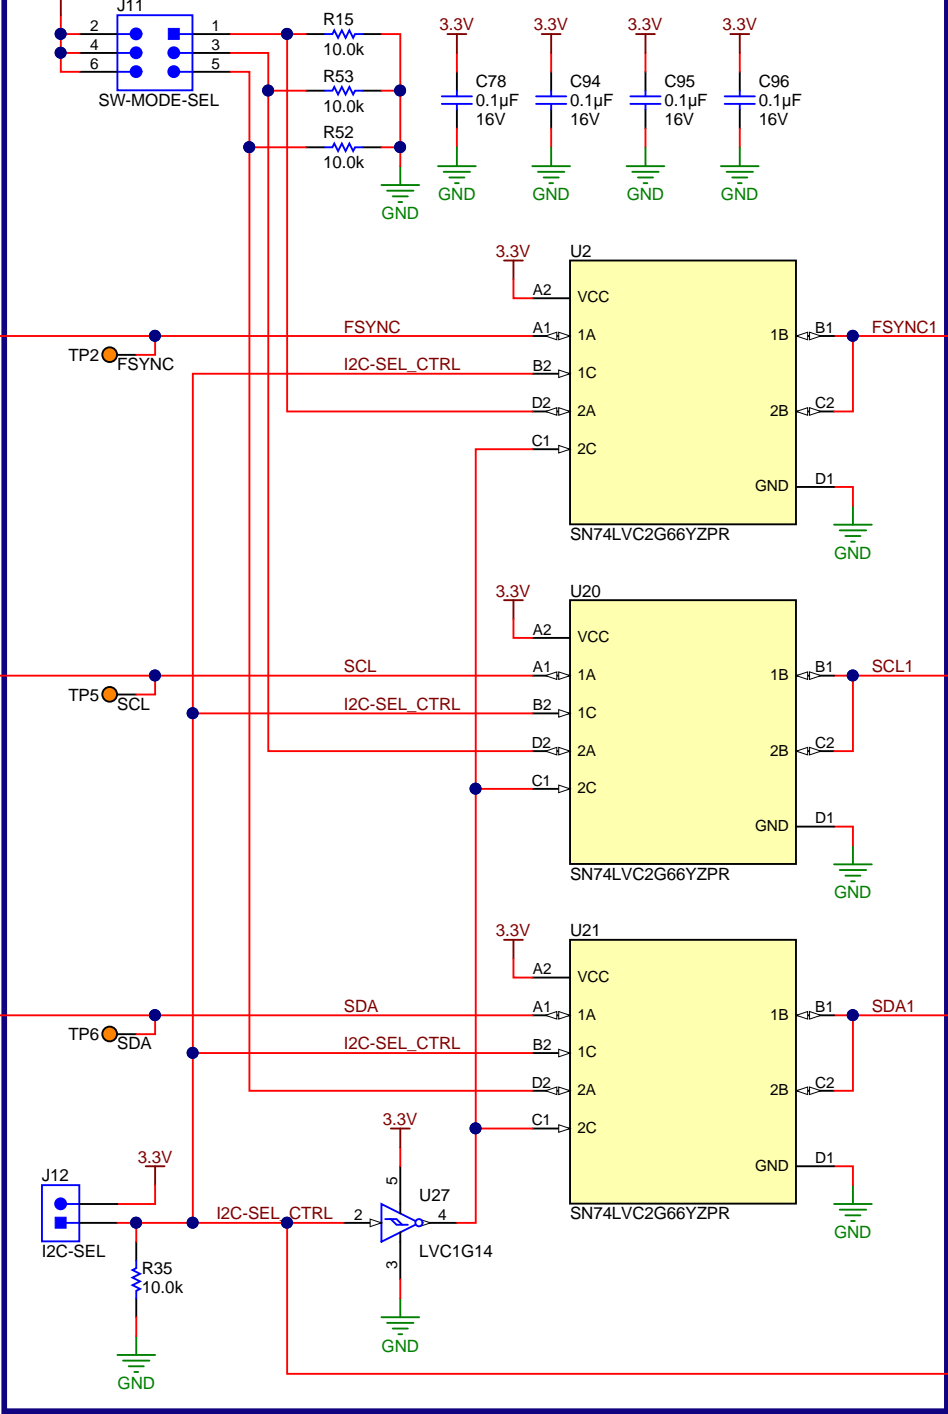 J11
2
1
4
3
6
5
SW-MODE-SEL
R15
10.0k
R53
10.0k
R52
10.0k
GND
3.3V
C78
0.1µF
16V
GND
3.3V
C94
0.1µF
16V
GND
3.3V
C95
0.1µF
16V
GND
3.3V
C96
0.1µF
16V
GND
3.3V
U2
A2 VCC
FSYNC A1 1A 1B B1 FSYNC1
TP2 FSYNC
I2C-SEL_CTRL B2 1C
D2 2A 2B C2
C1 2C
GND D1
SN74LVC2G66YZPR
GND
3.3V
U20
A2 VCC
SCL A1 1A 1B B1 SCL1
TP5 SCL
I2C-SEL_CTRL B2 1C
D2 2A 2B C2
C1 2C
GND D1
SN74LVC2G66YZPR
GND
3.3V
U21
A2 VCC
SDA A1 1A 1B B1 SDA1
TP6 SDA
I2C-SEL_CTRL B2 1C
D2 2A 2B C2
C1 2C
GND D1
SN74LVC2G66YZPR
GND
J12
3.3V
I2C-SEL
I2C-SEL_CTRL
R35
10.0k
GND
3.3V
5
U27
2
4
3
LVC1G14
GND